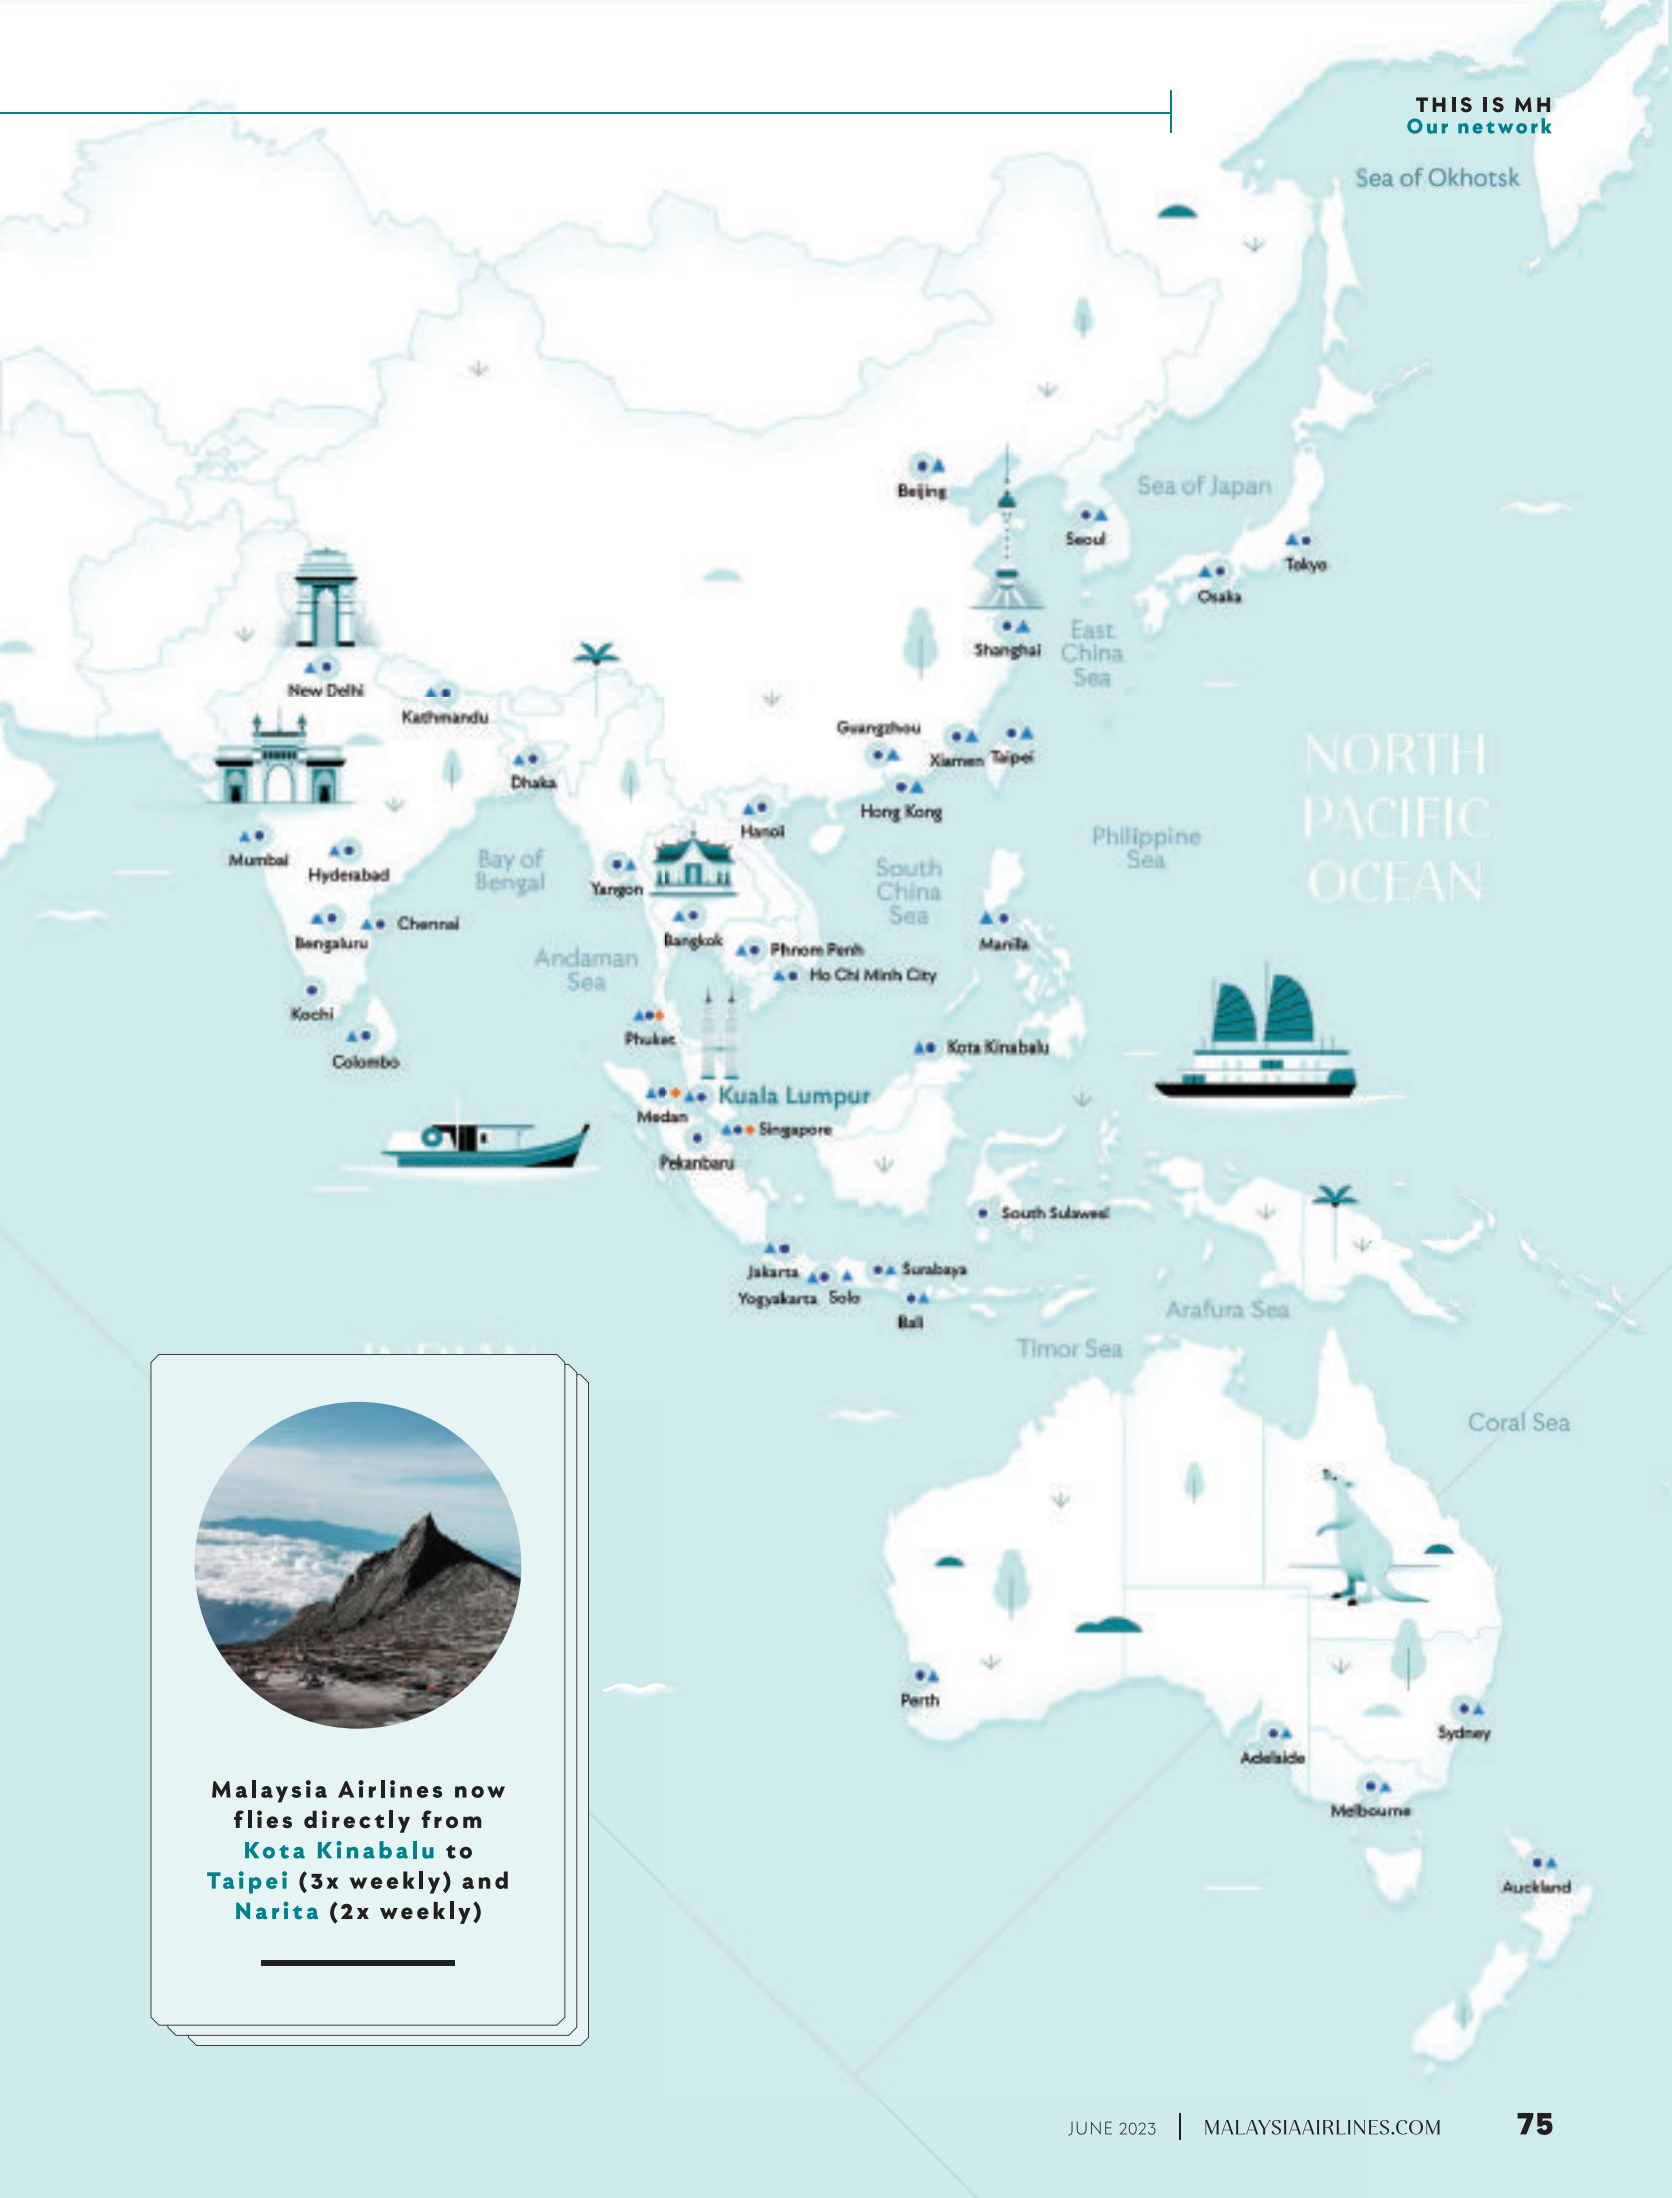 THIS IS MH
Our network
Sea of Okhotsk
Beijing
Sea of Japan
Seoul
Tokyo
Osaka
Shanghai
East
China
Sea
New Delhi
Kathmandu
Guangzhou
Xiamen
Taipei
Dhaka
Hong Kong
NORTH
PACIFIC
OCEAN
Hanoi
Philippine
Sea
Mumbai
Hyderabad
Bay of
Bengal
Yangon
South
China
Sea
Bengaluru
Chennai
Bangkok
Manila
Phnom Penh
Andaman
Sea
Ho Chi Minh City
Kochi
Phuket
Colombo
Kota Kinabalu
Kuala Lumpur
Medan
Singapore
Pekanbaru
South Sulawesi
Jakarta
Surabaya
Yogyakarta
Solo
Bali
Arafura Sea
Timor Sea
INDIAN
Coral Sea
Perth
Sydney
Adelaide
Melbourne
Auckland
Malaysia Airlines now
flies directly from
Kota Kinabalu to
Taipei (3x weekly) and
Narita (2x weekly)
JUNE 2023
MALAYSIAAIRLINES.COM
75